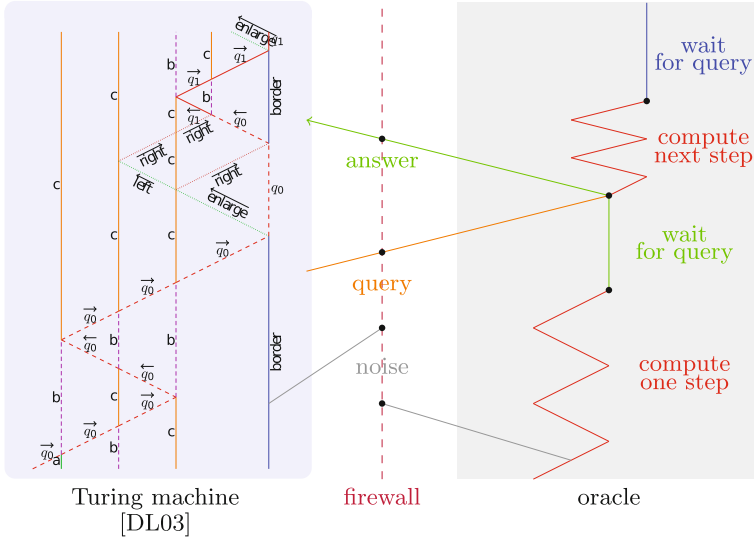 enlarge
q1
c
q1
wait
for query
b
q1
c
b
border
c
q1
q0
compute
next step
right
right
c
answer
left
right
c
q0
enlarge
wait
for query
c
c
q0
q0
query
q0
b
b
q0
border
noise
compute
one step
q0
b
c
q0
q0
c
q0
b
a
Turing machine
firewall
oracle
[DL03]